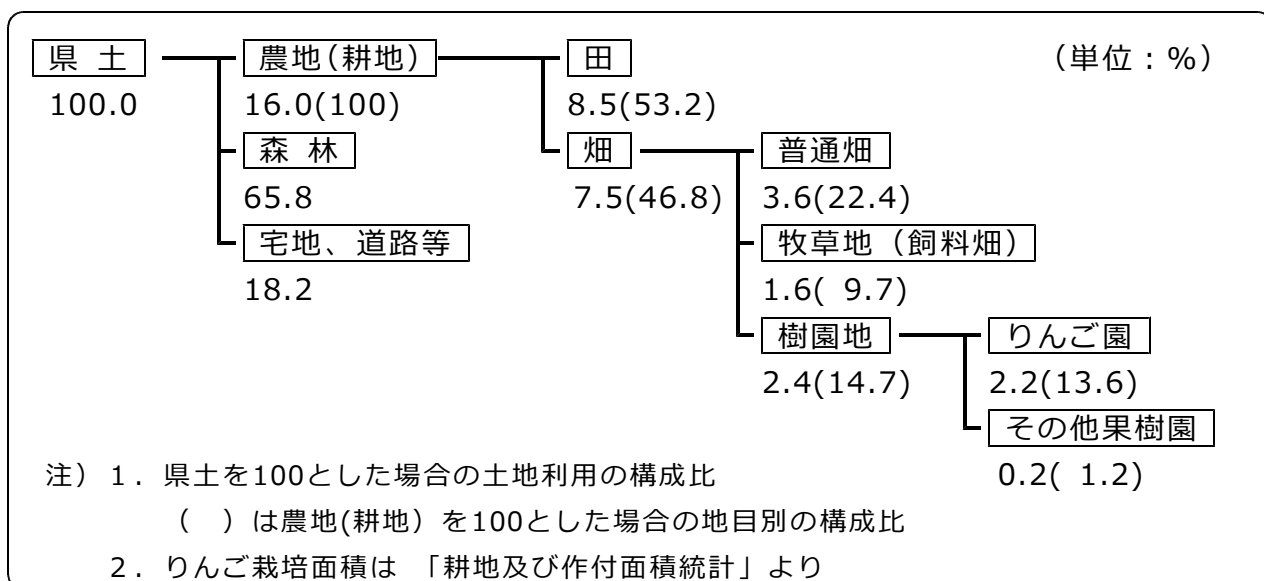 県 土 農地(耕地) 田 （単位：%）
100.0 16.0(100) 8.5(53.2)
森 林 畑 普通畑
65.8 7.5(46.8) 3.6(22.4)
宅地、道路等 牧草地（飼料畑）
18.2 1.6( 9.7)
樹園地 りんご園
2.4(14.7) 2.2(13.6)
その他果樹園
注）１．県土を100とした場合の土地利用の構成比 0.2( 1.2)
（　）は農地(耕地）を100とした場合の地目別の構成比
２．りんご栽培面積は 「耕地及び作付面積統計」より